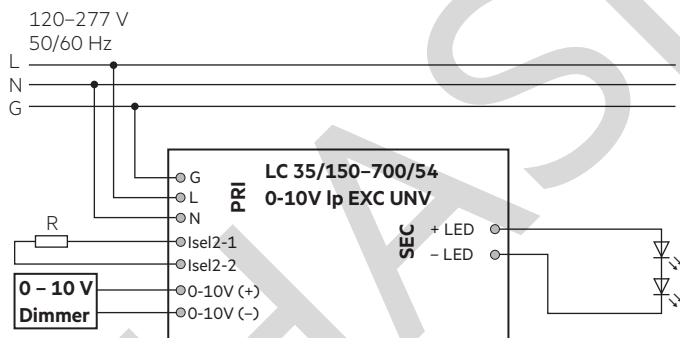 120–277 V
50/60 Hz
L
N
G
LC 35/150–700/54
0-10V lp EXC UNV
PRI
G
L
N
Isel2-1
Isel2-2
0-10V (+)
0-10V (–)
R
0 – 10 V
Dimmer
SEC
+ LED
– LED
HAS